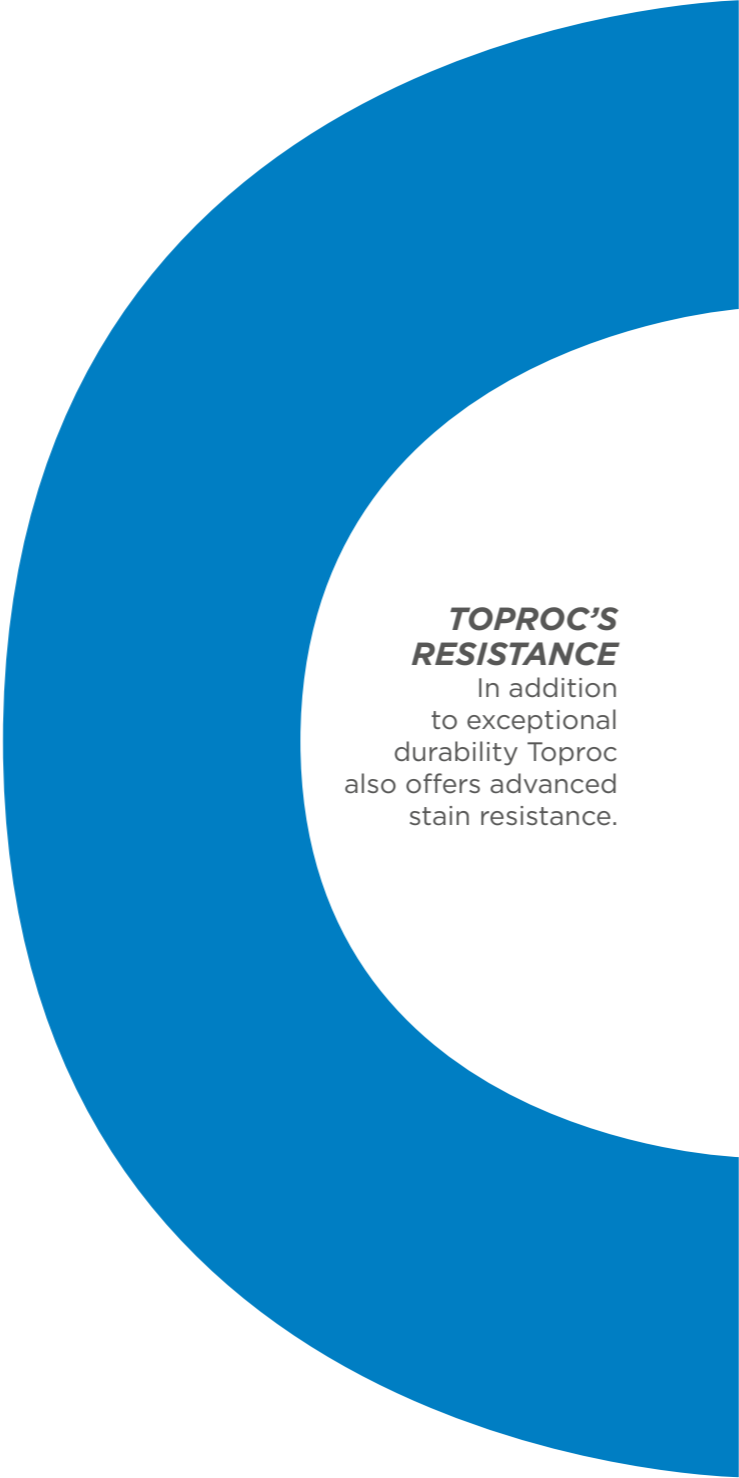 TOPROC’S
RESISTANCE
In addition
to exceptional
durability Toproc
also offers advanced
stain resistance.